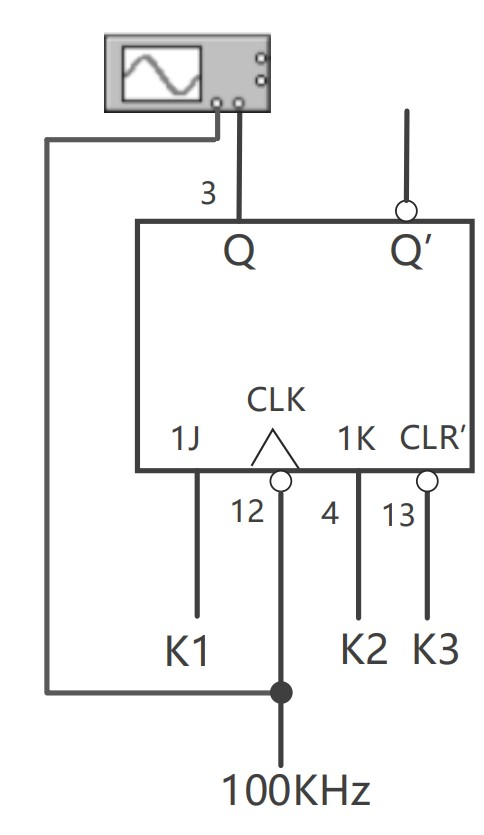 3
Q Q′
CLK
1J 1K CLR′
12 4 13
K1 K2 K3
100KHz